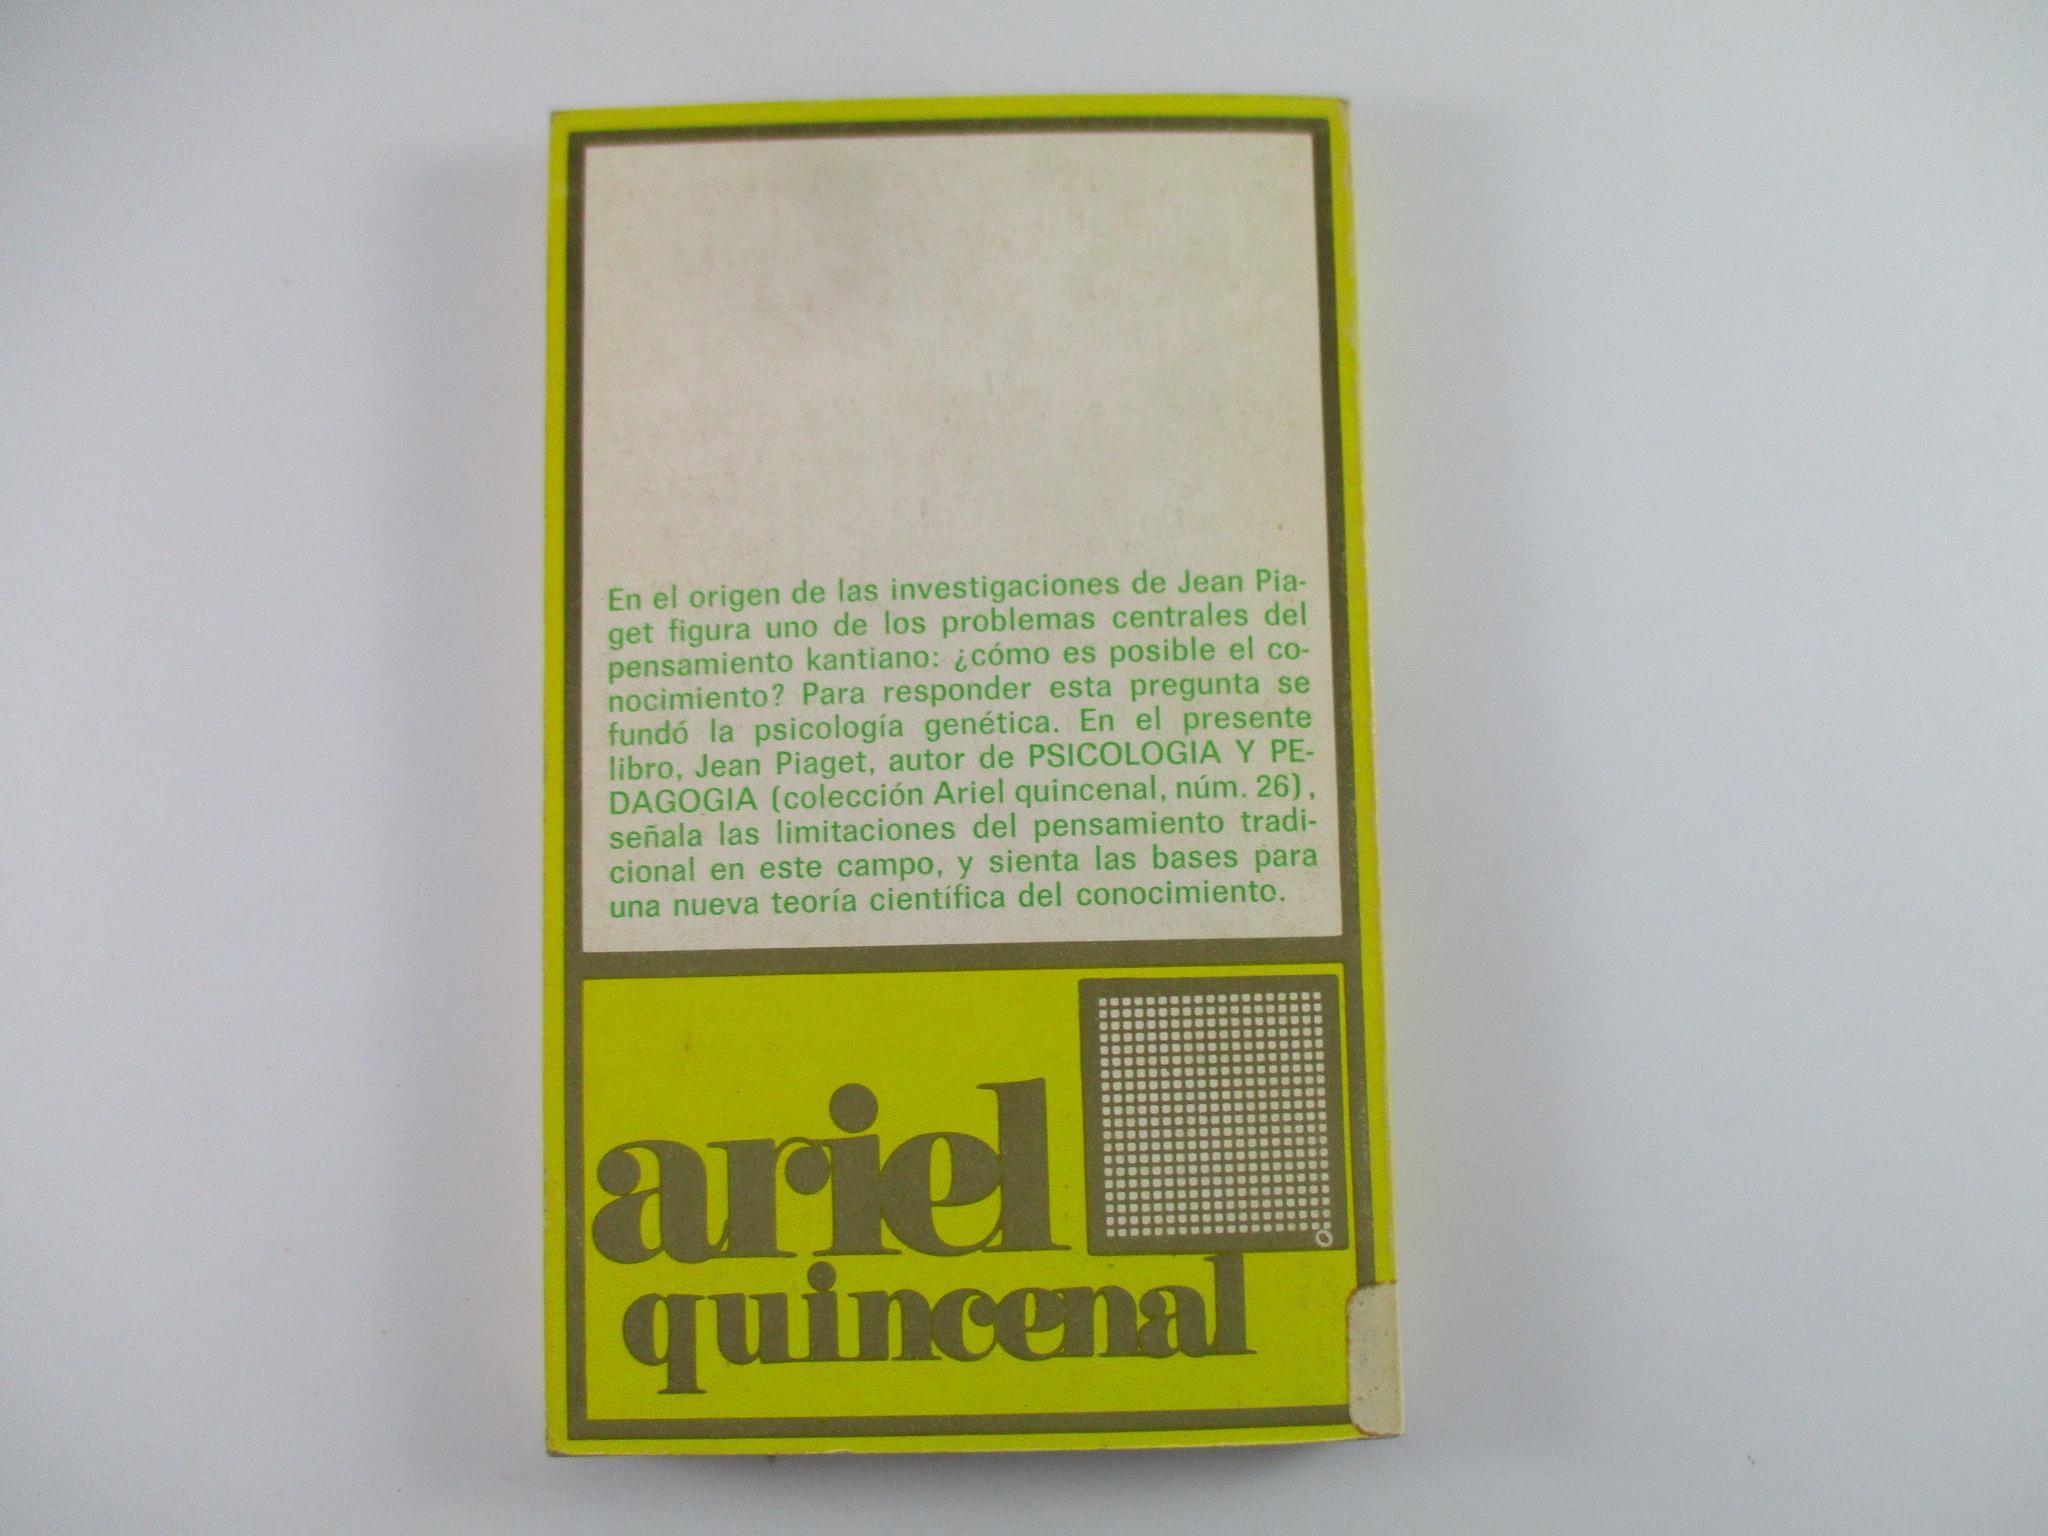 En el origen de las investigaciones de Jean Pia-
get figura uno de los problemas centrales del
pensamiento kantiano: ¿cómo es posible el co-
nocimiento? Para responder esta pregunta se
fundó la psicología genética. En el presente
libro, Jean Piaget, autor de PSICOLOGIA Y PE-
DAGOGIA (colección Ariel quincenal, núm. 26),
señala las limitaciones del pensamiento tradi-
cional en este campo, y sienta las bases para
una nueva teoría científica del conocimiento.
ariel
quincenal